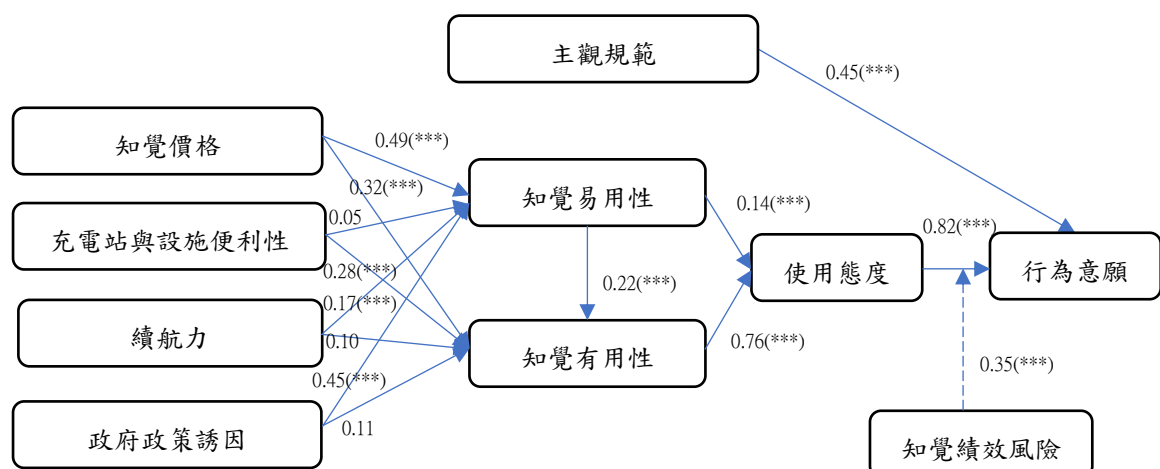 主觀規範
0.45(***)
知覺價格
0.49(***)
0.32(***)
知覺易用性
0.14(***)
0.05
充電站與設施便利性
0.82(***)
使用態度
行為意願
0.28(***)
0.22(***)
0.17(***)
續航力
0.10
知覺有用性
0.76(***)
0.35(***)
0.45(***)
政府政策誘因
0.11
知覺績效風險